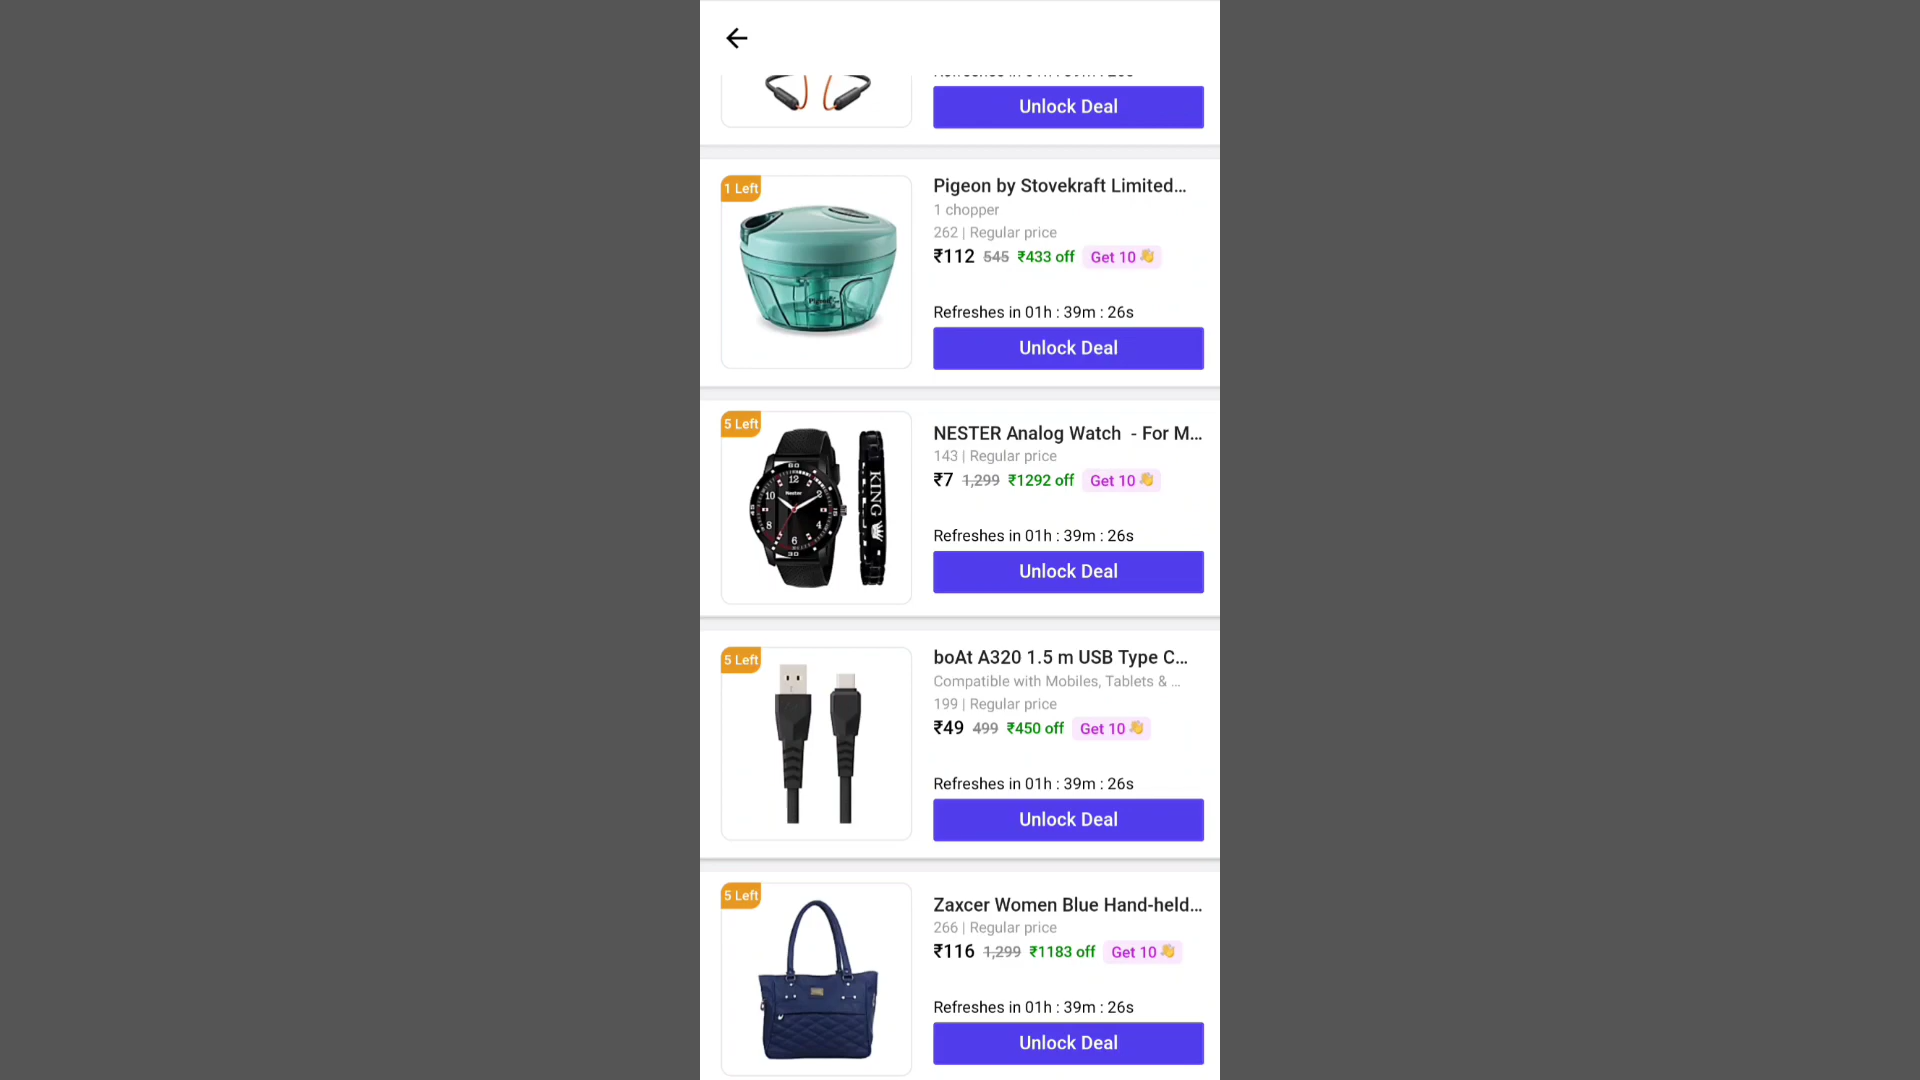 Unlock Deal
1 Left
Pigeon by Stovekraft Limited...
1 chopper
262 | Regular price
₹112 545 ₹433 off Get 10 👋
Refreshes in 01h : 39m : 26s
Unlock Deal
5 Left
NESTER Analog Watch - For M...
143 | Regular price
₹7 1,299 ₹1292 off Get 10 👋
Refreshes in 01h : 39m : 26s
Unlock Deal
KING
5 Left
boAt A320 1.5 m USB Type C...
Compatible with Mobiles, Tablets & ...
199 | Regular price
₹49 499 ₹450 off Get 10 👋
Refreshes in 01h : 39m : 26s
Unlock Deal
5 Left
Zaxcer Women Blue Hand-held...
266 | Regular price
₹116 1,299 ₹1183 off Get 10 👋
Refreshes in 01h : 39m : 26s
Unlock Deal